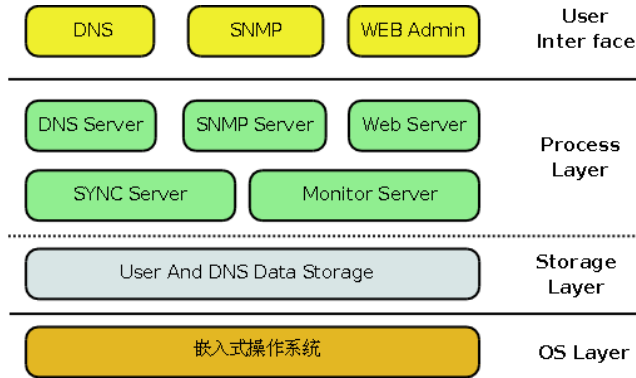 DNS
SNMP
WEB Admin
User
Inter face
DNS Server
SNMP Server
Web Server
SYNC Server
Monitor Server
Process
Layer
User And DNS Data Storage
Storage
Layer
嵌入式操作系统
OS Layer